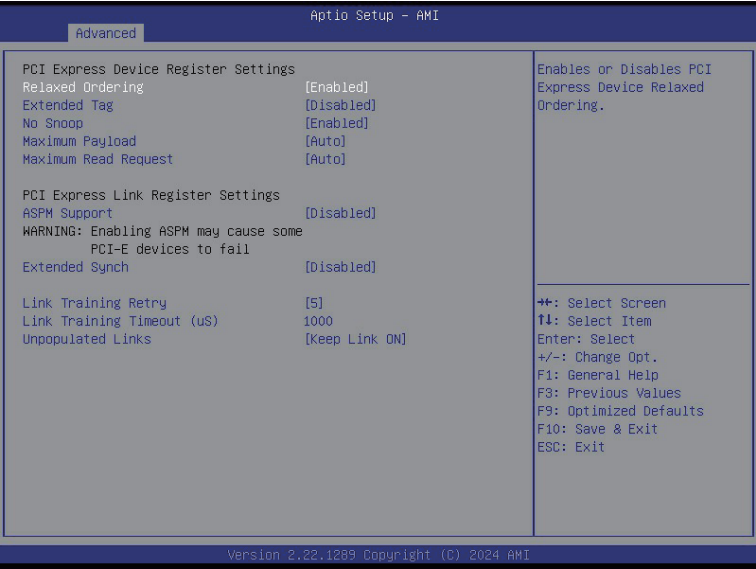 Aptio Setup – AMI
Advanced
PCI Express Device Register Settings
Relaxed Ordering [Enabled]
Extended Tag [Disabled]
No Snoop [Enabled]
Maximum Payload [Auto]
Maximum Read Request [Auto]
PCI Express Link Register Settings
ASPM Support [Disabled]
WARNING: Enabling ASPM may cause some
PCI-E devices to fail
Extended Synch [Disabled]
Link Training Retry [5]
Link Training Timeout (uS) 1000
Unpopulated Links [Keep Link ON]
Enables or Disables PCI
Express Device Relaxed
Ordering.
→←: Select Screen
↑↓: Select Item
Enter: Select
+/-: Change Opt.
F1: General Help
F3: Previous Values
F9: Optimized Defaults
F10: Save & Exit
ESC: Exit
Version 2.22.1289 Copyright (C) 2024 AMI